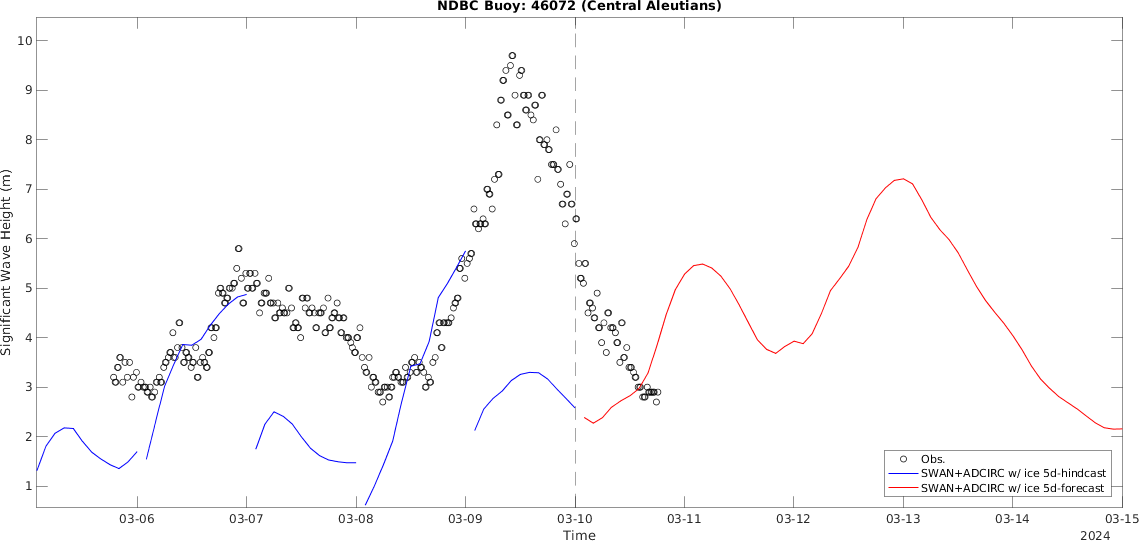 NDBC Buoy: 46072 (Central Aleutians)
Significant Wave Height (m)
10
9
8
7
6
5
4
3
2
1
Obs.
SWAN+ADCIRC w/ ice 5d-hindcast
SWAN+ADCIRC w/ ice 5d-forecast
03-06 03-07 03-08 03-09 03-10 03-11 03-12 03-13 03-14 03-15
Time
2024